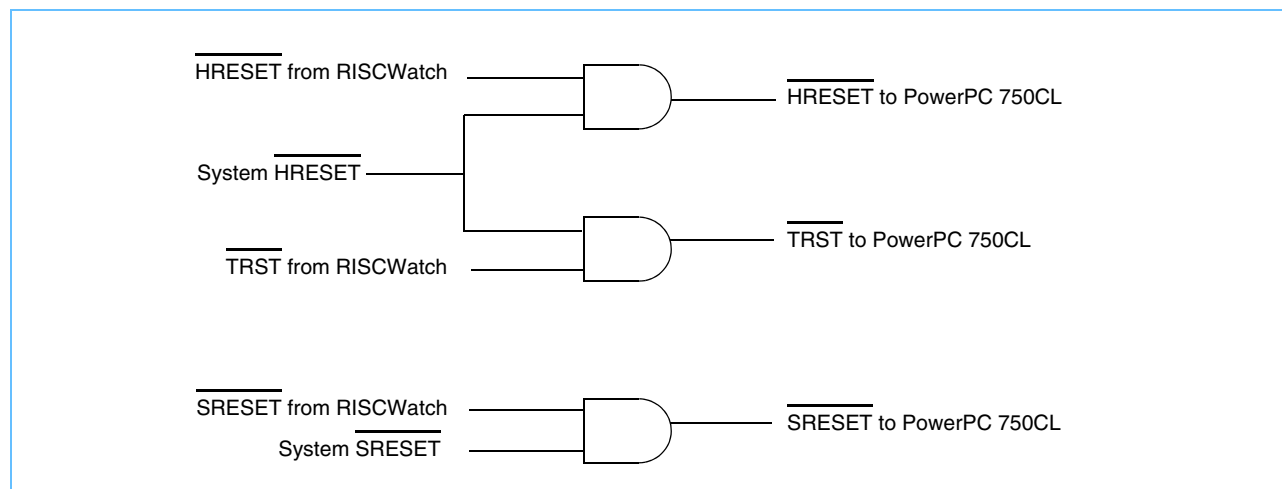 HRESET from RISCWatch
HRESET to PowerPC 750CL
System HRESET
TRST to PowerPC 750CL
TRST from RISCWatch
SRESET from RISCWatch
SRESET to PowerPC 750CL
System SRESET